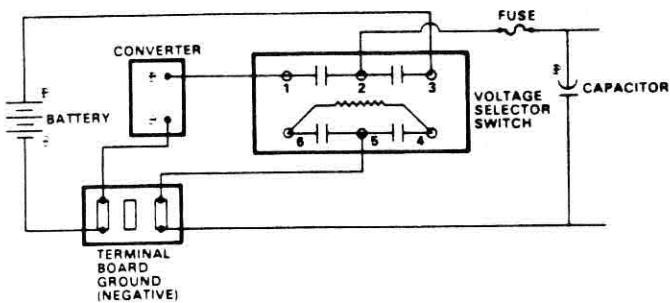 FUSE
CONVERTER
BATTERY
1
2
3
6
5
4
VOLTAGE
SELECTOR
SWITCH
CAPACITOR
TERMINAL
BOARD
GROUND
(NEGATIVE)